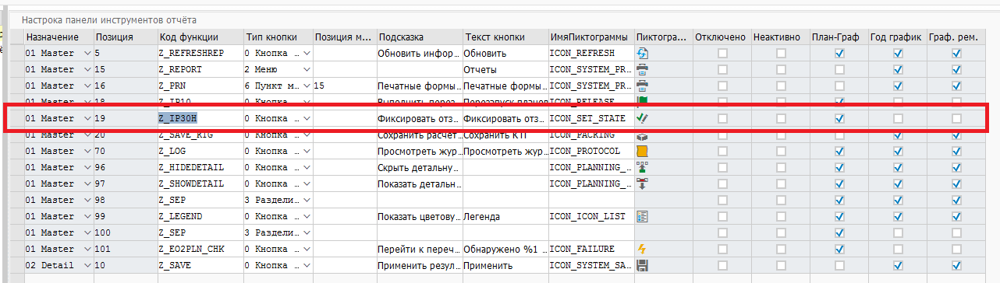 Настрока панели инструментов отчёта
Назначение Позиция Код функции Тип кнопки Позиция м... Подсказка Текст кнопки ИмяПиктограммы Пиктогра... Отключено Неактивно План-Граф Год график Граф. рем.
01 Master 5 Z_REFRESHREP 0 Кнопка … Обновить инфор… Обновить ICON_REFRESH
01 Master 15 Z_REPORT 2 Меню Отчеты ICON_SYSTEM_PR…
01 Master 16 Z_PRN 6 Пункт м… 15 Печатные формы… Печатные формы… ICON_SYSTEM_PR…
01 Master 18 Z_IP10 0 Кнопка … Выполнить перез… Перезапуск планов… ICON_RELEASE
01 Master 19 Z_IP30H 0 Кнопка … Фиксировать отз… Фиксировать отз… ICON_SET_STATE
01 Master 20 Z_SAVE_KTG 0 Кнопка … Сохранить расчет… Сохранить КТГ ICON_PACKING
01 Master 70 Z_LOG 0 Кнопка … Просмотреть жур… Просмотреть жур… ICON_PROTOCOL
01 Master 96 Z_HIDEDETAIL 0 Кнопка … Скрыть детальну… ICON_PLANNING_…
01 Master 97 Z_SHOWDETAIL 0 Кнопка … Показать детальн… ICON_PLANNING_…
01 Master 98 Z_SEP 3 Раздели…
01 Master 99 Z_LEGEND 0 Кнопка … Показать цветову… Легенда ICON_ICON_LIST
01 Master 100 Z_SEP 3 Раздели…
01 Master 101 Z_EO2PLN_CHK 0 Кнопка … Перейти к переч… Обнаружено %1 … ICON_FAILURE
02 Detail 10 Z_SAVE 0 Кнопка … Применить резул… Применить ICON_SYSTEM_SA…